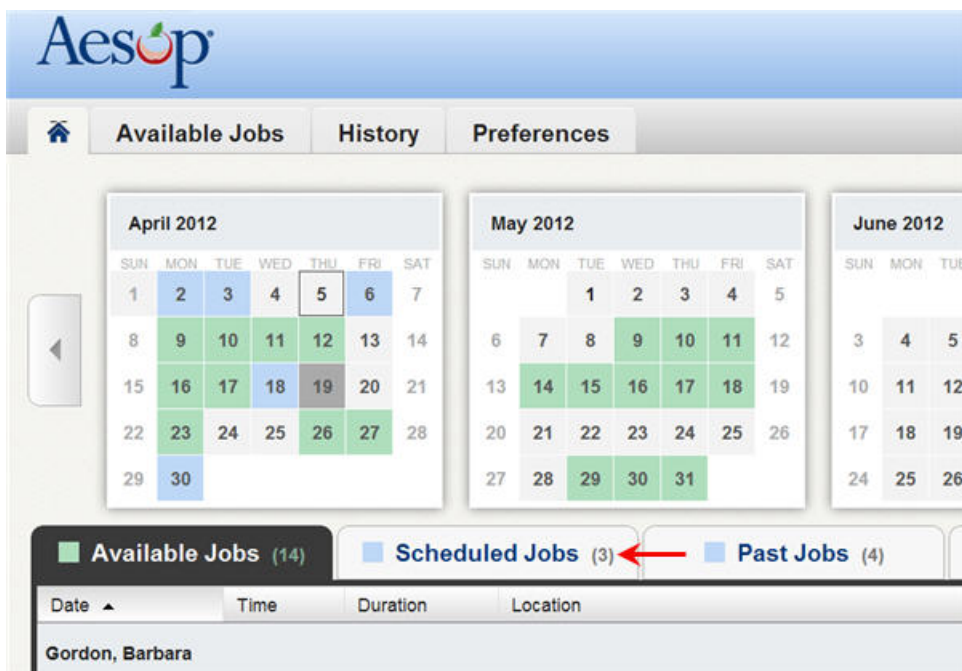 Aesop
Available Jobs History Preferences
April 2012 May 2012 June 2012
SUN MON TUE WED THU FRI SAT SUN MON TUE WED THU FRI SAT SUN MON TUE
1 2 3 4 5 6 7 1 2 3 4 5
8 9 10 11 12 13 14 6 7 8 9 10 11 12 3 4 5
15 16 17 18 19 20 21 13 14 15 16 17 18 19 10 11 12
22 23 24 25 26 27 28 20 21 22 23 24 25 26 17 18 19
29 30 27 28 29 30 31 24 25 26
Available Jobs (14) Scheduled Jobs (3) Past Jobs (4)
Date Time Duration Location
Gordon, Barbara